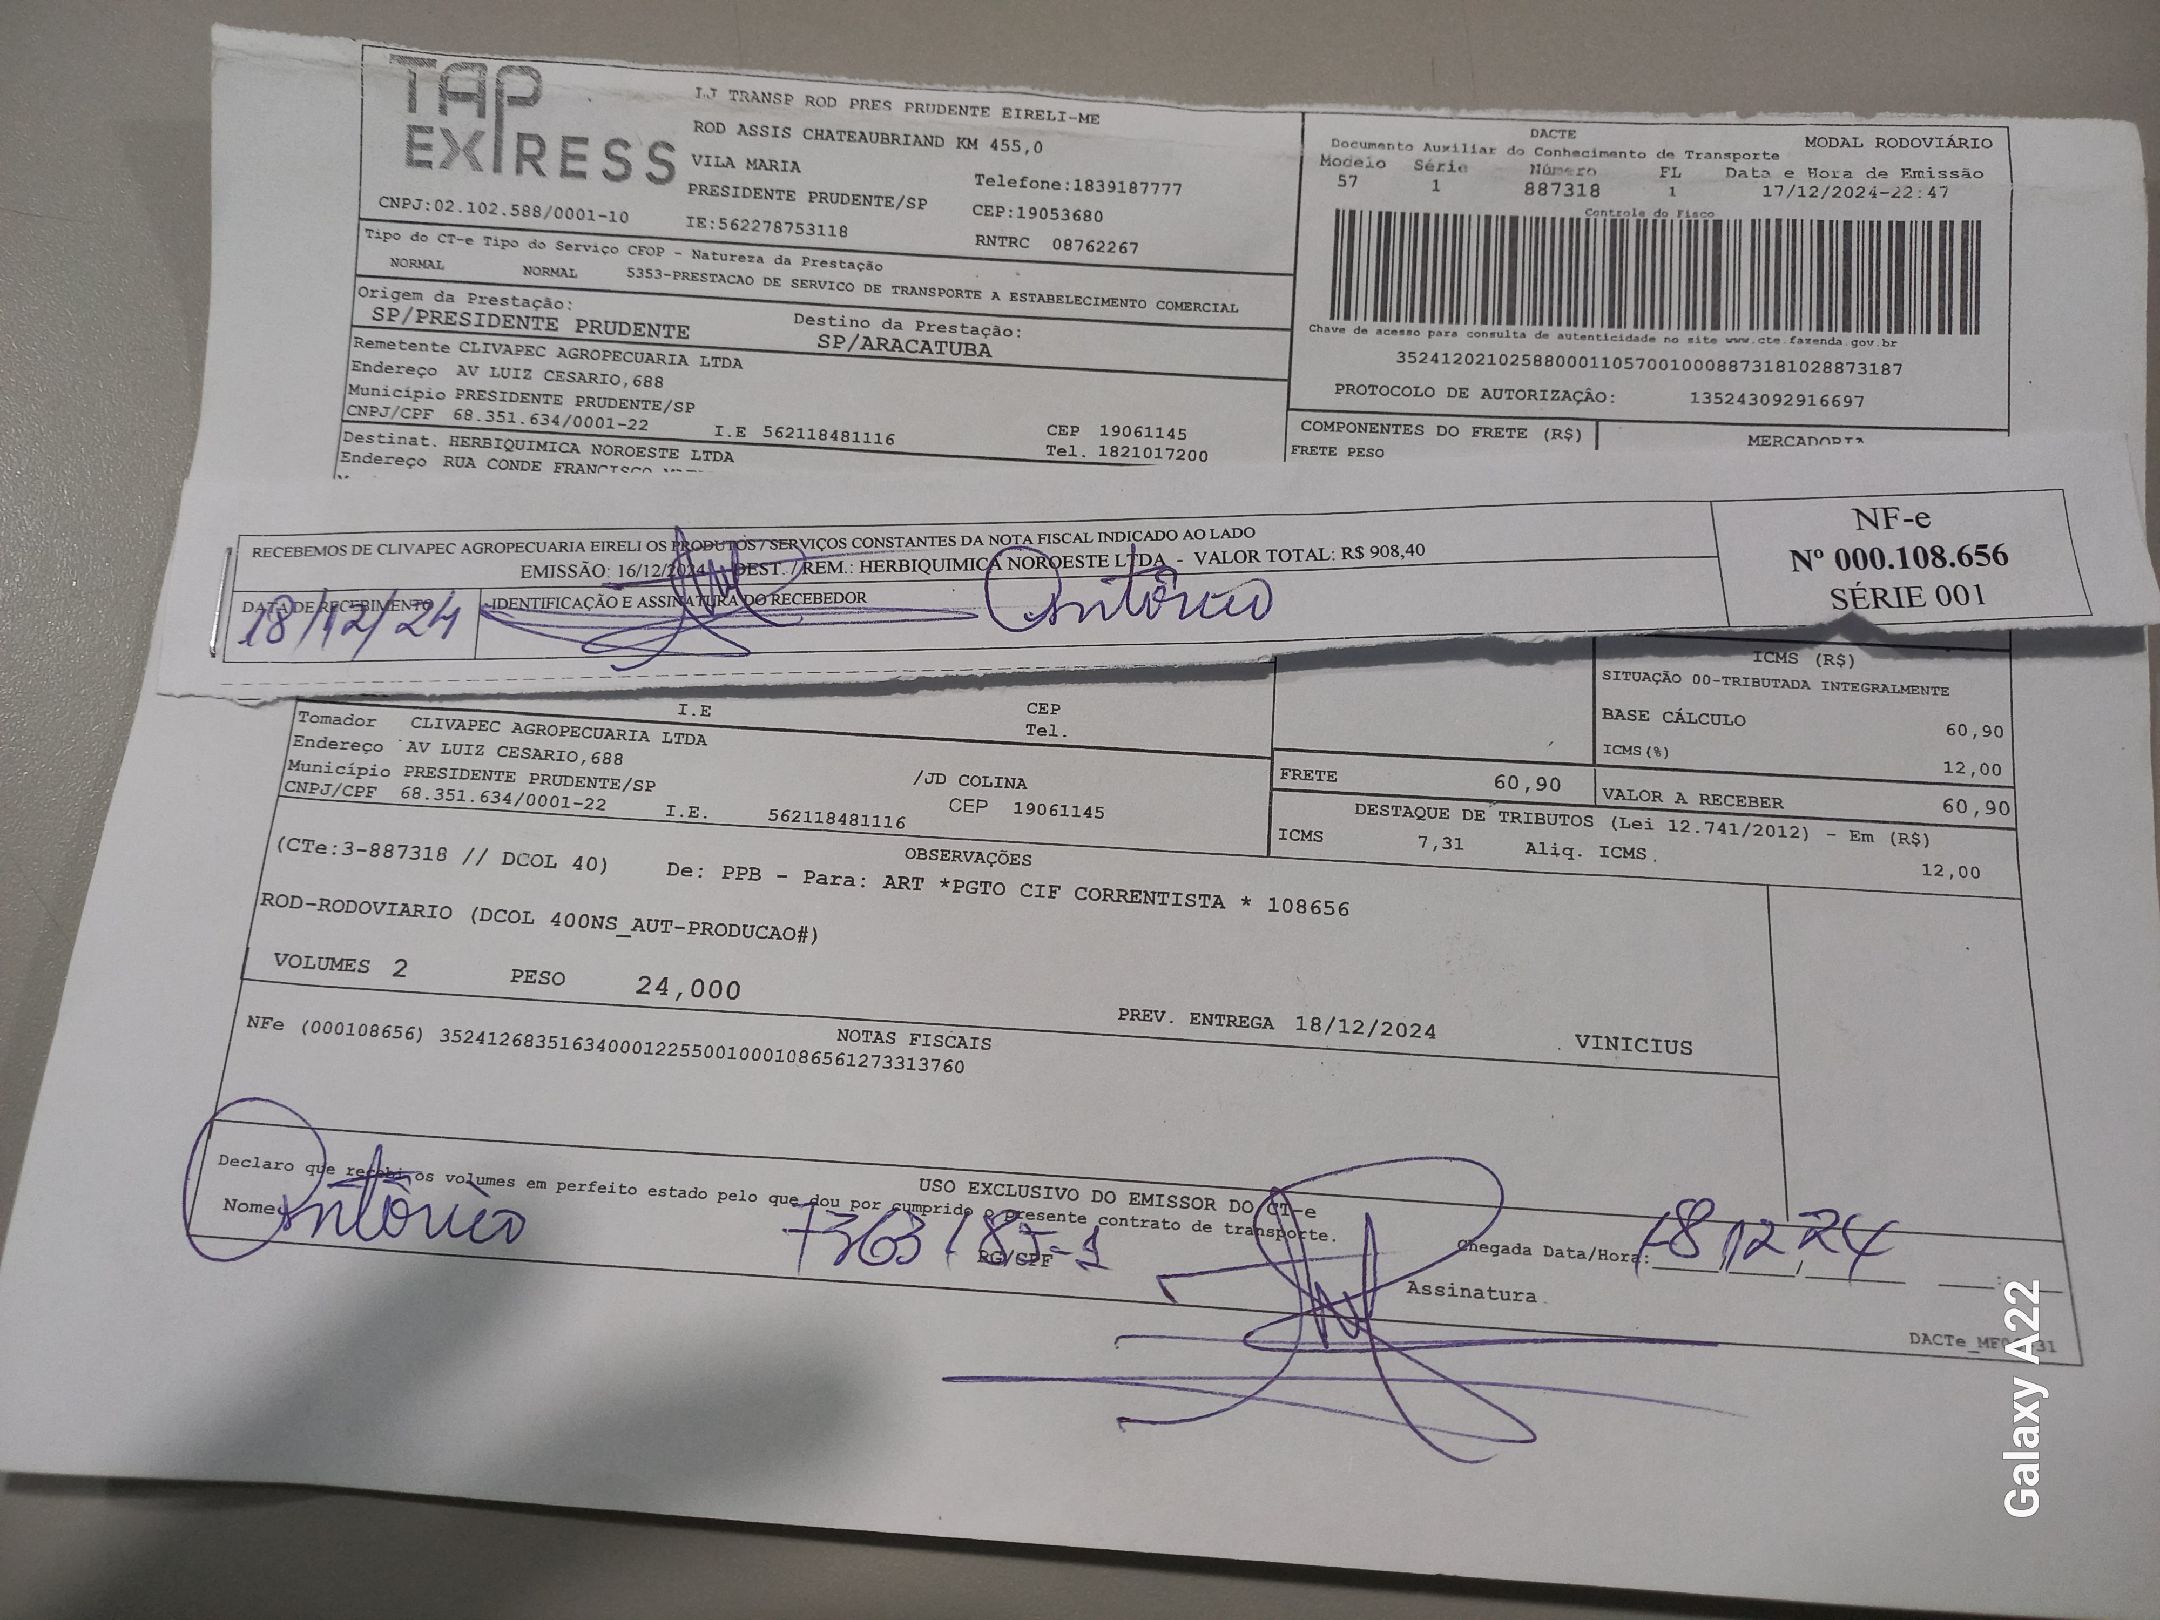 TAP
EXPRESS
LJ TRANSP ROD PRES PRUDENTE EIRELI-ME
ROD ASSIS CHATEAUBRIAND KM 455,0
VILA MARIA
Telefone:1839187777
PRESIDENTE PRUDENTE/SP
CEP:19053680
CNPJ:02.102.588/0001-10
IE:562278753118
RNTRC 08762267
DACTE
MODAL RODOVIÁRIO
Documento Auxiliar do Conhecimento de Transporte
Modelo Série Número FL Data e Hora de Emissão
57 1 887318 1 17/12/2024-22:47
Controle do Fisco
Chave de acesso para consulta de autenticidade no site www.cte.fazenda.gov.br
35241202102588000110570010008873181028873187
PROTOCOLO DE AUTORIZAÇÂO: 135243092916697
Tipo do CT-e Tipo do Serviço CFOP - Natureza da Prestação
NORMAL NORMAL 5353-PRESTACAO DE SERVICO DE TRANSPORTE A ESTABELECIMENTO COMERCIAL
Origem da Prestação:
SP/PRESIDENTE PRUDENTE
Destino da Prestação:
SP/ARACATUBA
Remetente CLIVAPEC AGROPECUARIA LTDA
Endereço AV LUIZ CESARIO,688
Município PRESIDENTE PRUDENTE/SP
CNPJ/CPF 68.351.634/0001-22 I.E 562118481116 CEP 19061145
Tel. 1821017200
Destinat. HERBIQUIMICA NOROESTE LTDA
Endereço RUA CONDE FRANCISCO
COMPONENTES DO FRETE (R$) MERCADORIA
FRETE PESO
RECEBEMOS DE CLIVAPEC AGROPECUARIA EIRELI OS PRODUTOS / SERVIÇOS CONSTANTES DA NOTA FISCAL INDICADO AO LADO
EMISSÃO: 16/12/2024 DEST. / REM.: HERBIQUIMICA NOROESTE LTDA - VALOR TOTAL: R$ 908,40
DATA DE RECEBIMENTO
IDENTIFICAÇÃO E ASSINATURA DO RECEBEDOR
18/12/24
Antônio
NF-e
Nº 000.108.656
SÉRIE 001
I.E CEP
Tel.
Tomador CLIVAPEC AGROPECUARIA LTDA
Endereço AV LUIZ CESARIO,688
Município PRESIDENTE PRUDENTE/SP /JD COLINA
CNPJ/CPF 68.351.634/0001-22 I.E. 562118481116 CEP 19061145
ICMS (R$)
SITUAÇÃO 00-TRIBUTADA INTEGRALMENTE
BASE CÁLCULO 60,90
ICMS(%) 12,00
FRETE 60,90 VALOR A RECEBER 60,90
DESTAQUE DE TRIBUTOS (Lei 12.741/2012) - Em (R$)
ICMS 7,31 Aliq. ICMS. 12,00
OBSERVAÇÕES
(CTe:3-887318 // DCOL 40) De: PPB - Para: ART *PGTO CIF CORRENTISTA * 108656
ROD-RODOVIARIO (DCOL 400NS_AUT-PRODUCAO#)
VOLUMES 2 PESO 24,000
PREV. ENTREGA 18/12/2024 VINICIUS
NOTAS FISCAIS
NFe (000108656) 35241268351634000122550010001086561273313760
USO EXCLUSIVO DO EMISSOR DO CT-e
Declaro que recebi os volumes em perfeito estado pelo que dou por cumprido o presente contrato de transporte.
Nome: Antônio
RG/CPF
Chegada Data/Hora: 18/12/24
Assinatura
Galaxy A22